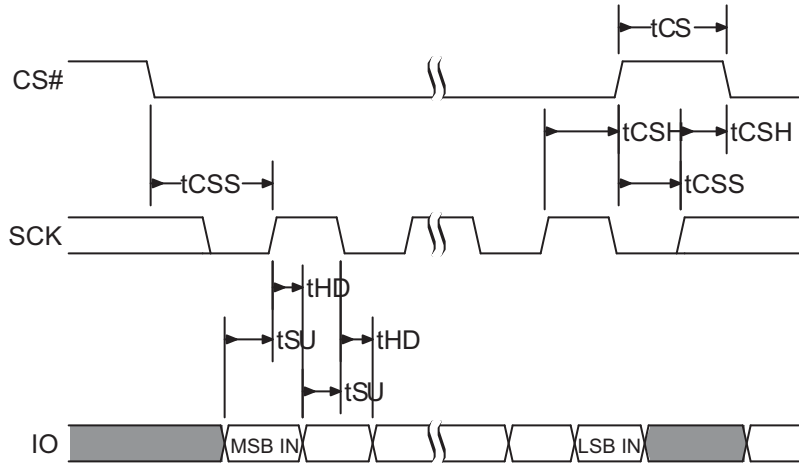 tCS
CS#
tCSH
tCSH
tCSS
tCSS
SCK
tHD
tSU
tHD
tSU
IO
MSB IN
LSB IN